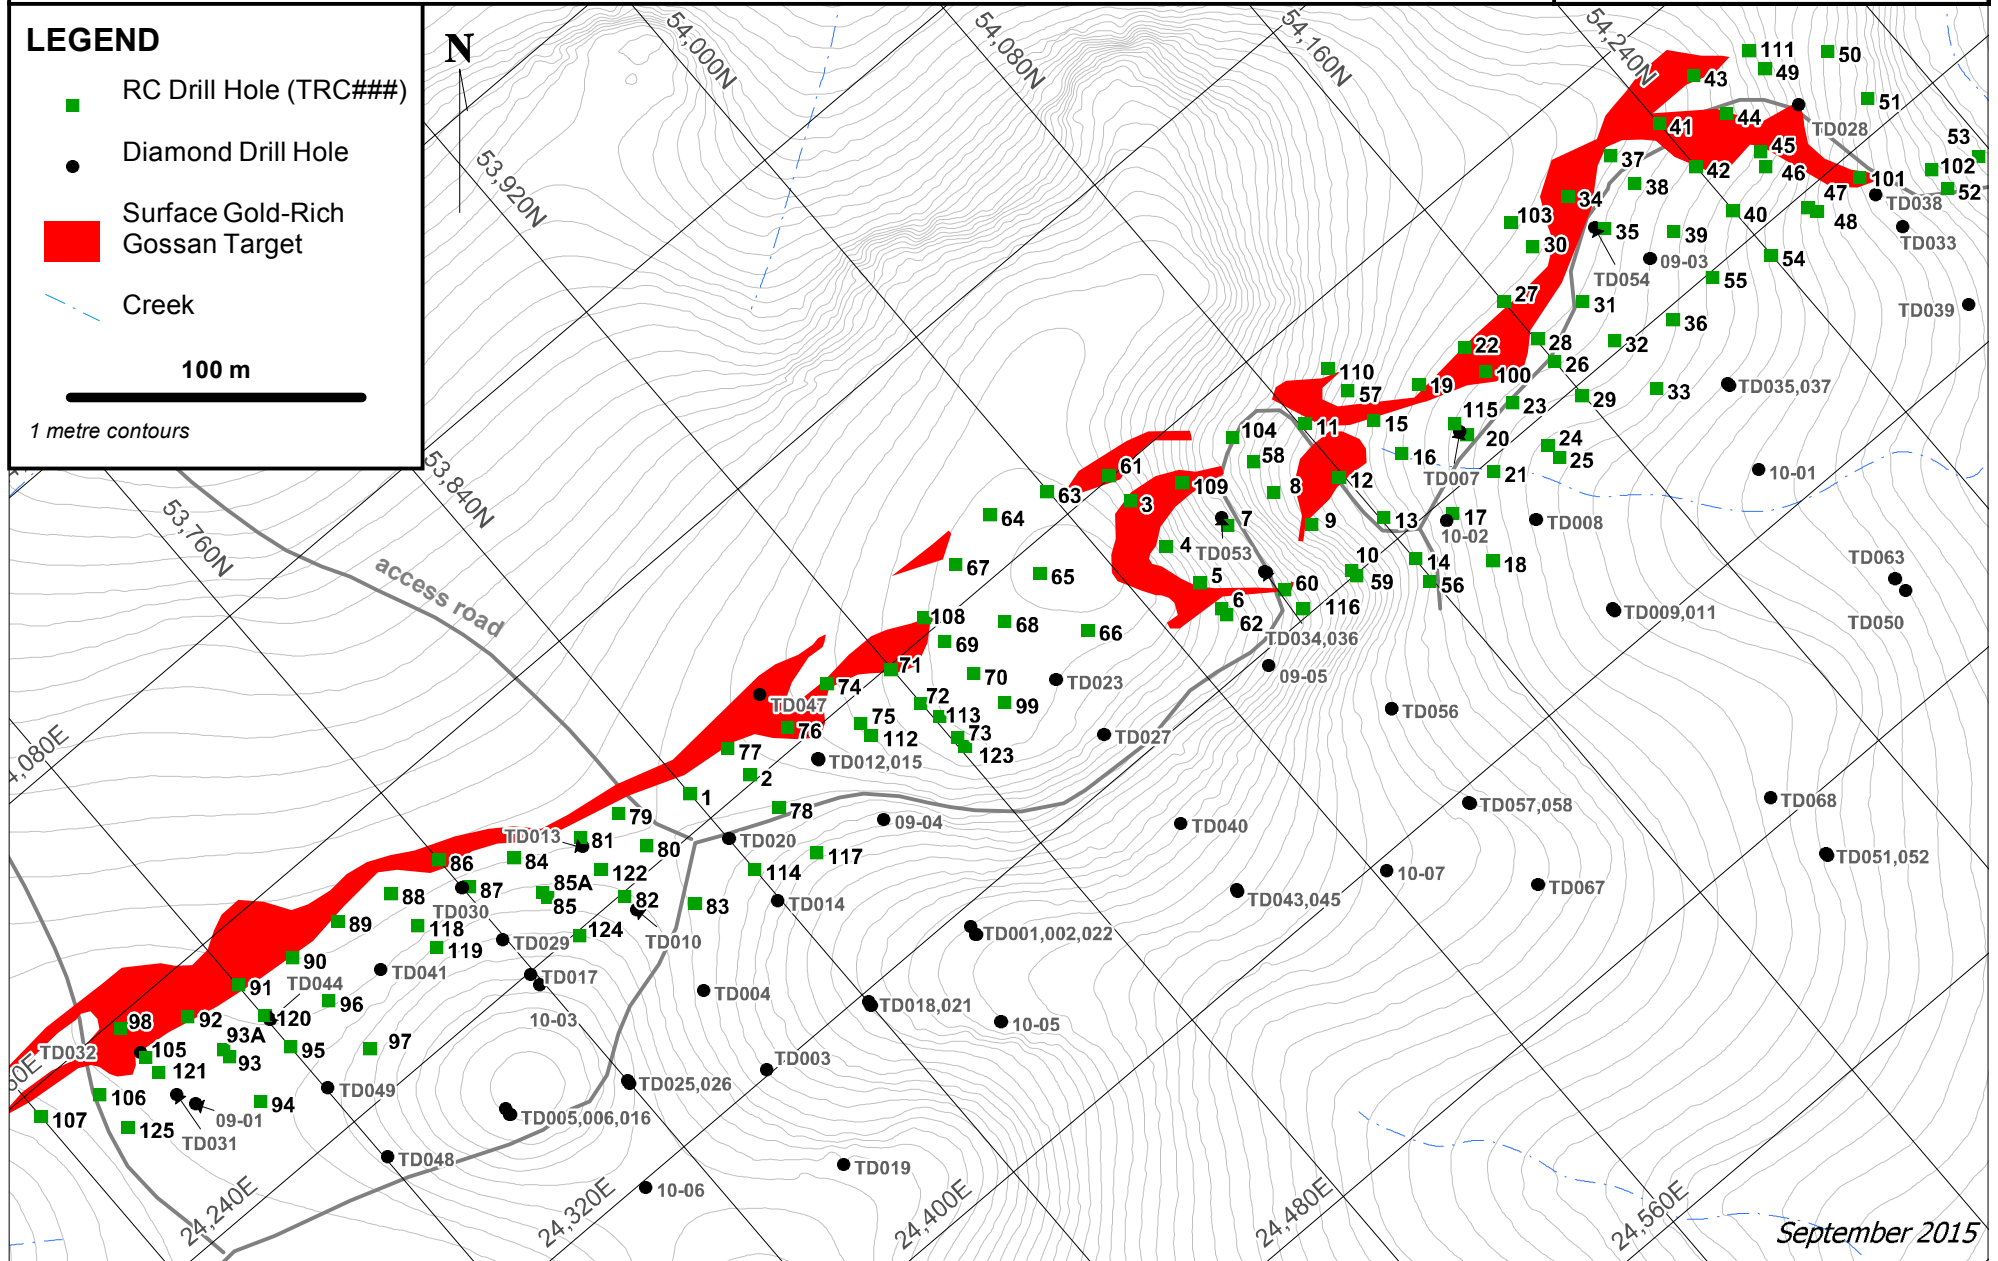 LEGEND
RC Drill Hole (TRC###)
Diamond Drill Hole
Surface Gold-Rich
Gossan Target
Creek
100 m
1 metre contours
N
54,000N
54,080N
54,160N
54,240N
53,920N
53,840N
53,760N
access road
111
50
43
49
51
44
41
TD028
53
45
37
42
46
102
101
38
47
52
34
TD038
103
40
48
35
39
TD033
30
09-03
54
TD054
55
27
31
TD039
36
28
32
22
26
110
100
TD035,037
19
57
33
29
23
115
11
15
104
20
24
16
25
58
61
10-01
12
TD007
21
109
63
8
3
64
7
9
13
17
TD008
10-02
4
TD053
10
14
18
TD063
67
65
5
59
56
60
6
116
TD009,011
108
62
TD050
68
66
TD034,036
69
71
09-05
70
TD023
74
72
99
TD047
TD056
113
75
76
73
TD027
112
77
123
TD012,015
2
1
TD057,058
TD068
78
79
09-04
TD040
TD013
81
TD020
80
117
TD051,052
86
84
122
114
10-07
85A
87
TD067
88
82
85
83
TD014
TD043,045
TD030
89
118
124
TD001,002,022
TD029
TD010
119
90
TD041
TD017
TD044
91
96
TD004
TD018,021
10-03
10-05
98
92
120
93A
97
TD032
105
95
93
TD003
121
TD049
TD025,026
106
94
09-01
TD005,006,016
107
125
TD031
TD048
TD019
10-06
4,080E
60E
24,240E
24,320E
24,400E
24,480E
24,560E
September 2015